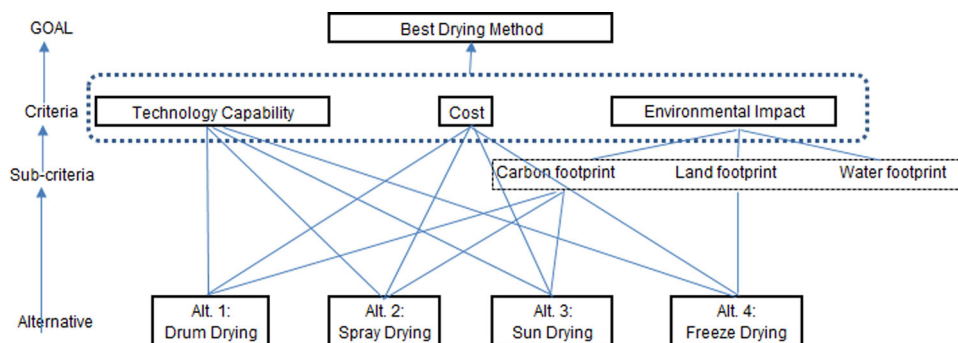 GOAL
Best Drying Method
Criteria
Technology Capability
Cost
Environmental Impact
Sub-criteria
Carbon footprint
Land footprint
Water footprint
Alternative
Alt. 1:
Drum Drying
Alt. 2:
Spray Drying
Alt. 3:
Sun Drying
Alt. 4:
Freeze Drying